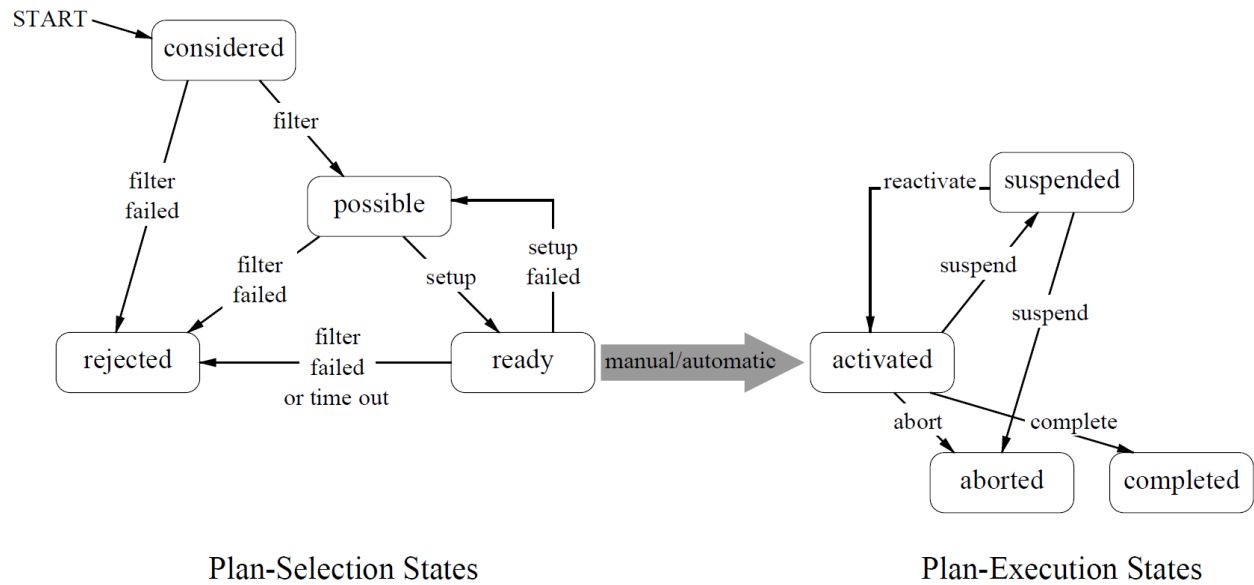 START
considered
filter
filter
failed
possible
reactivate
suspended
filter
failed
setup
setup
failed
suspend
suspend
rejected
filter
failed
or time out
ready
manual/automatic
activated
abort
complete
aborted
completed
Plan-Selection States
Plan-Execution States